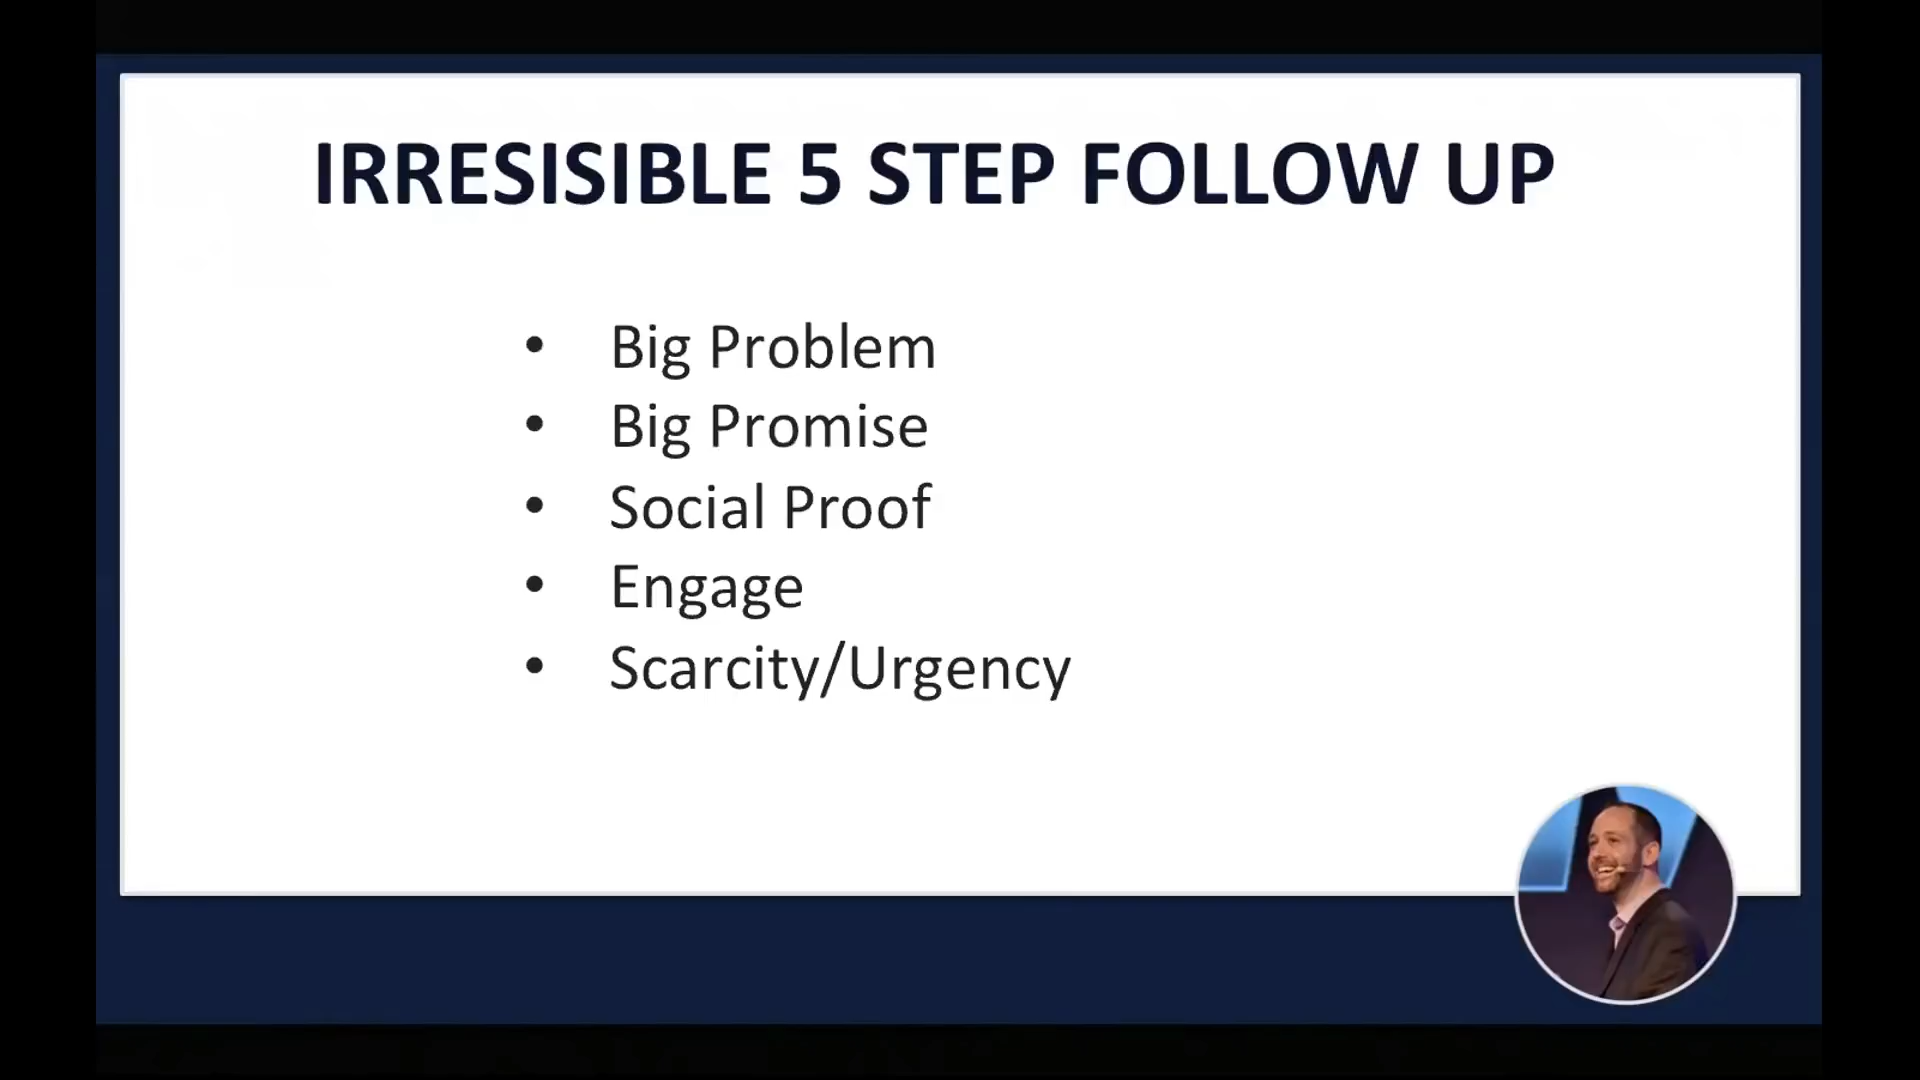 IRRESISIBLE 5 STEP FOLLOW UP
• Big Problem
• Big Promise
• Social Proof
• Engage
• Scarcity/Urgency